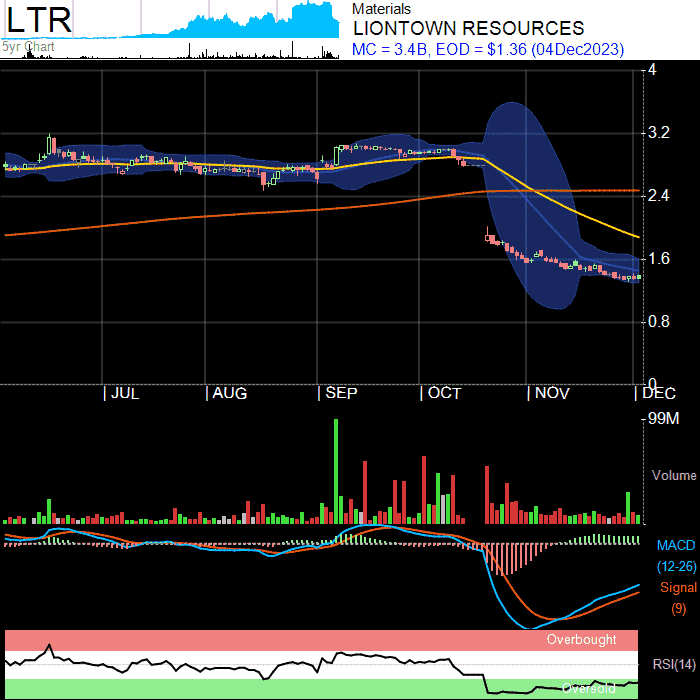 LTR
5yr Chart
Materials
LIONTOWN RESOURCES
MC = 3.4B, EOD = $1.36 (04Dec2023)
4
3.2
2.4
1.6
0.8
0
JUL AUG SEP OCT NOV DEC
99M
Volume
MACD
(12-26)
Signal
(9)
Overbought
RSI(14)
Oversold